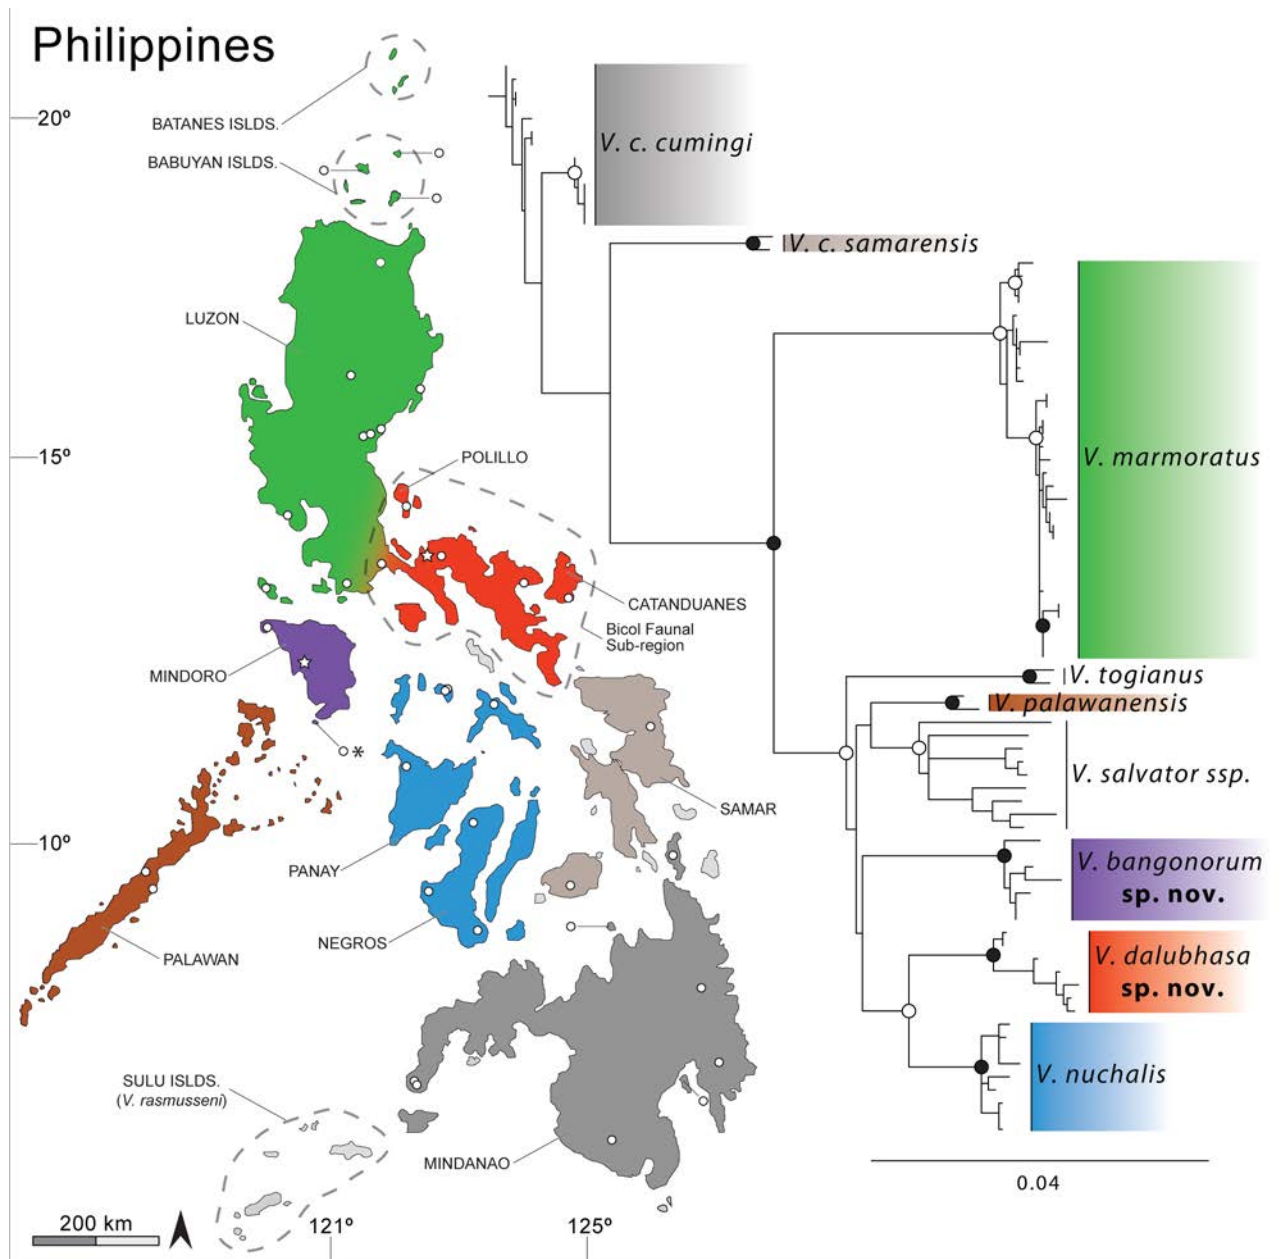 Philippines
20º
BATANES ISLDS.
BABUYAN ISLDS.
LUZON
15º
POLILLO
CATANDUANES
Bicol Faunal
Sub-region
MINDORO
*
SAMAR
10º
PANAY
NEGROS
PALAWAN
SULU ISLDS.
(V. rasmusseni)
MINDANAO
200 km
121º
125º
V. c. cumingi
V. c. samarensis
V. marmoratus
V. togianus
V. palawanensis
V. salvator ssp.
V. bangonorum
sp. nov.
V. dalubhasa
sp. nov.
V. nuchalis
0.04